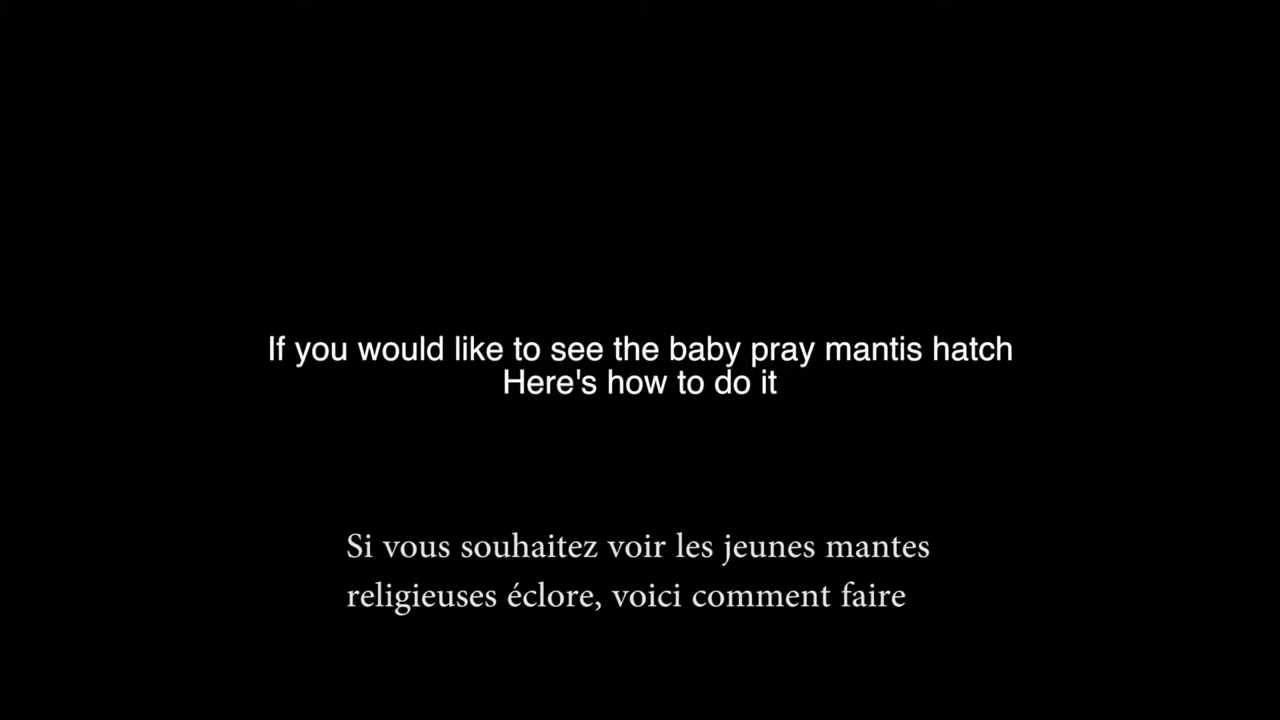 If you would like to see the baby pray mantis hatch
Here's how to do it
Si vous souhaitez voir les jeunes mantes
religieuses éclore, voici comment faire